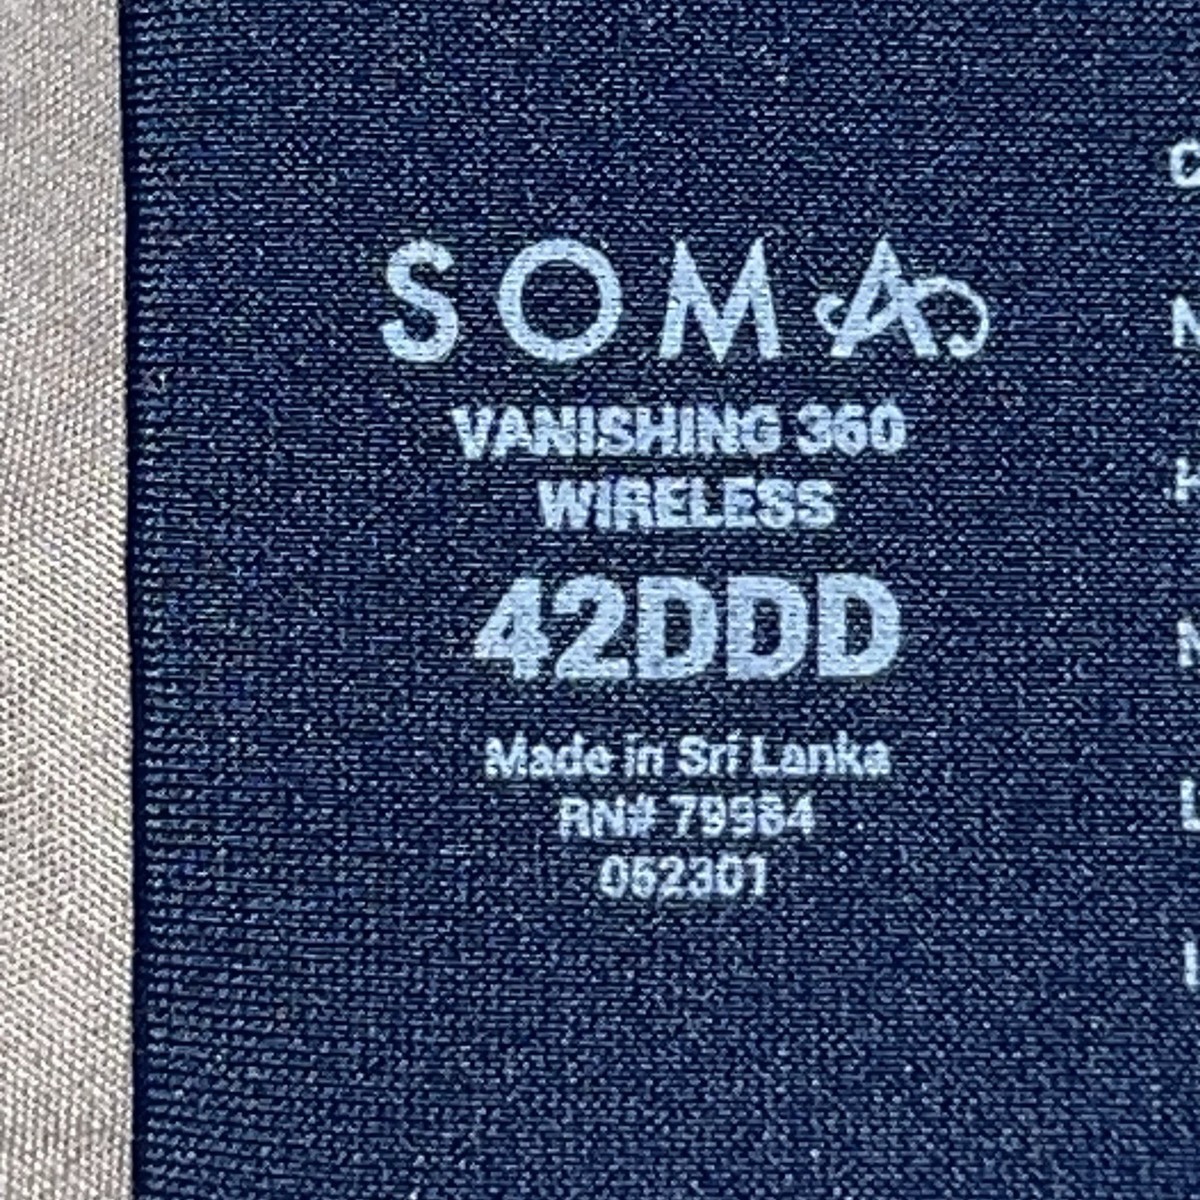 SOMA
VANISHING 360
WIRELESS
42DDD
Made in Sri Lanka
RN# 79984
052301